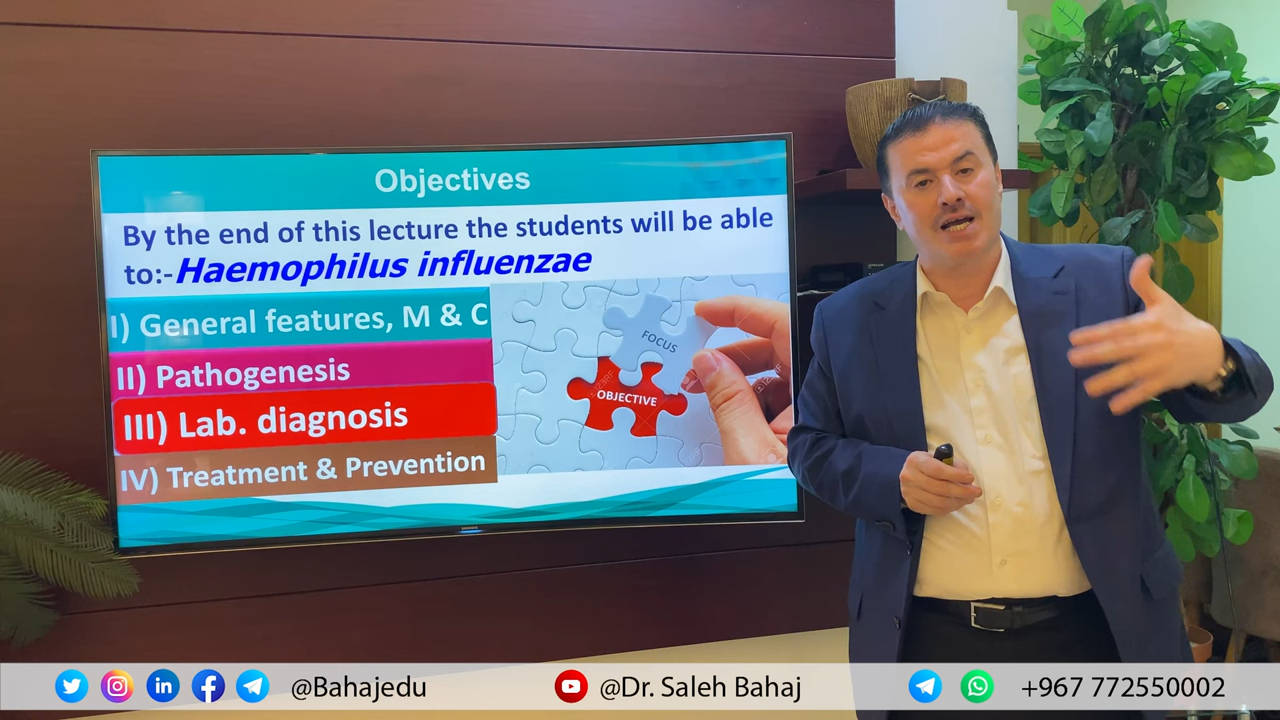 Objectives
By the end of this lecture the students will be able
to:-Haemophilus influenzae
I) General features, M & C
II) Pathogenesis
III) Lab. diagnosis
IV) Treatment & Prevention
FOCUS
OBJECTIVE
@Bahajedu
@Dr. Saleh Bahaj
+967 772550002